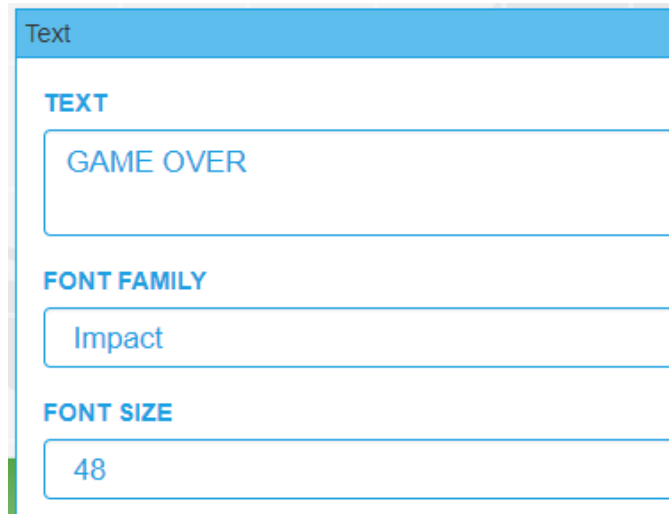 Text
TEXT
GAME OVER
FONT FAMILY
Impact
FONT SIZE
48